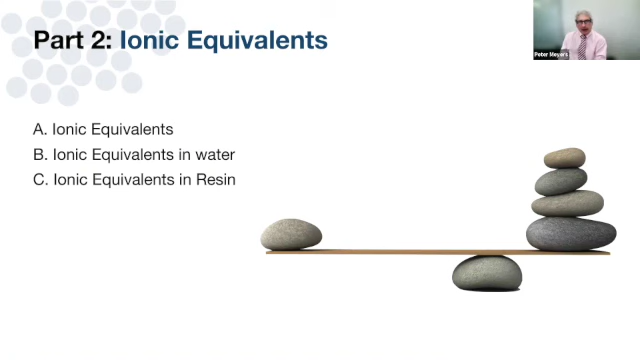 Part 2: Ionic Equivalents
Peter Meyers
A. Ionic Equivalents
B. Ionic Equivalents in water
C. Ionic Equivalents in Resin